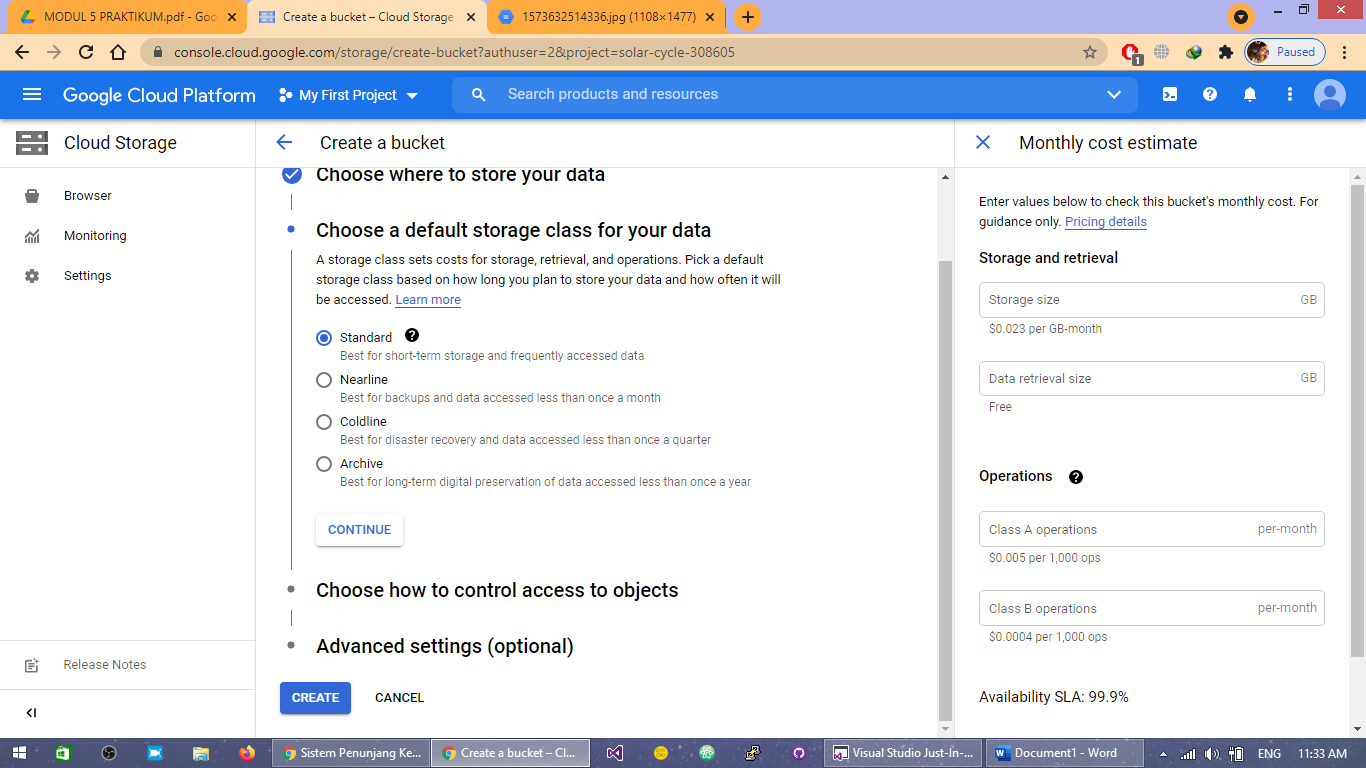 MODUL 5 PRAKTIKUM.pdf - Goo
Create a bucket – Cloud Storage
1573632514336.jpg (1108×1477)
console.cloud.google.com/storage/create-bucket?authuser=2&project=solar-cycle-308605
1
Paused
Google Cloud Platform
My First Project
Search products and resources
Cloud Storage
Browser
Monitoring
Settings
Release Notes
Create a bucket
Choose where to store your data
Choose a default storage class for your data
A storage class sets costs for storage, retrieval, and operations. Pick a default
storage class based on how long you plan to store your data and how often it will
be accessed. Learn more
Standard
Best for short-term storage and frequently accessed data
Nearline
Best for backups and data accessed less than once a month
Coldline
Best for disaster recovery and data accessed less than once a quarter
Archive
Best for long-term digital preservation of data accessed less than once a year
CONTINUE
Choose how to control access to objects
Advanced settings (optional)
CREATE CANCEL
Monthly cost estimate
Enter values below to check this bucket's monthly cost. For
guidance only. Pricing details
Storage and retrieval
Storage size GB
$0.023 per GB-month
Data retrieval size GB
Free
Operations
Class A operations per-month
$0.005 per 1,000 ops
Class B operations per-month
$0.0004 per 1,000 ops
Availability SLA: 99.9%
Sistem Penunjang Ke...
Create a bucket – Cl...
Visual Studio Just-In-...
Document1 - Word
ENG
11:33 AM